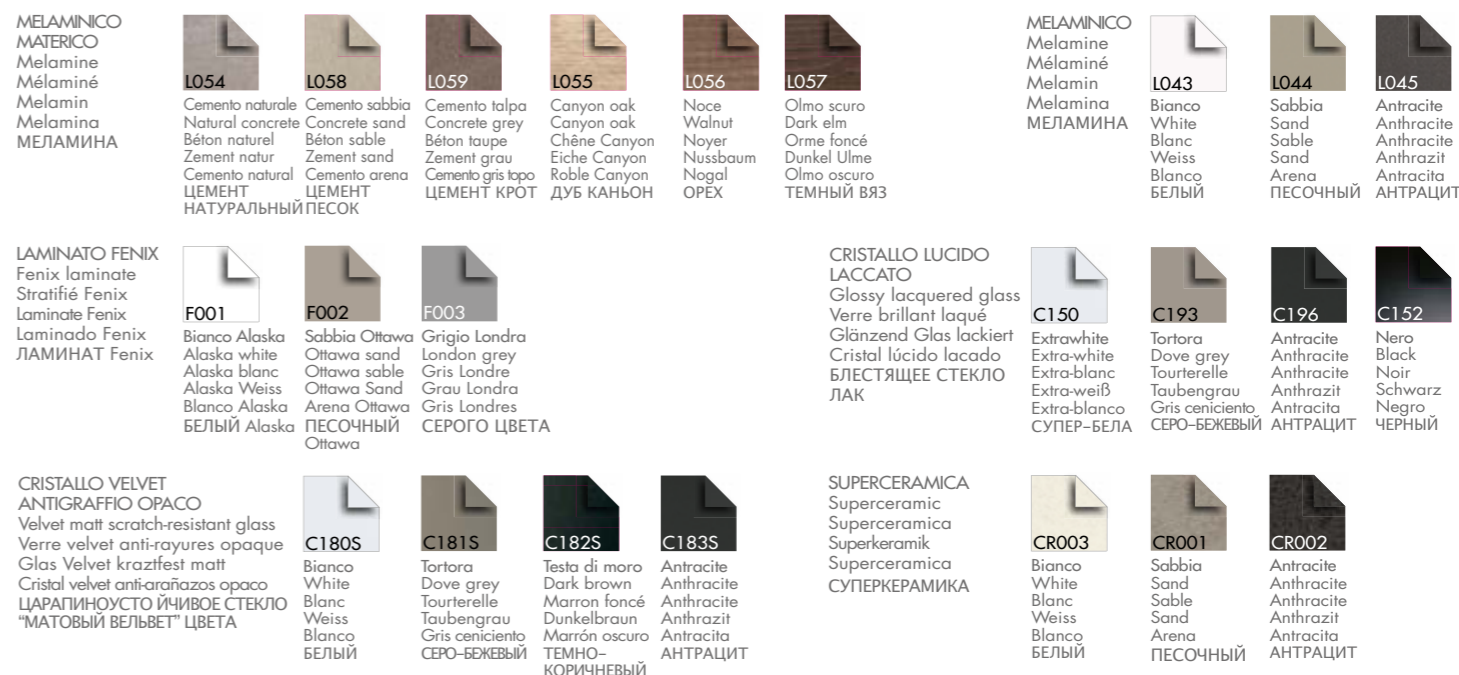 MELAMINICO
MATERICO
Melamine
Mélaminé
Melamin
Melamina
МЕЛАМИНА
L054
Cemento naturale
Natural concrete
Béton naturel
Zement natur
Cemento natural
ЦЕМЕНТ
НАТУРАЛЬНЫЙ
L058
Cemento sabbia
Concrete sand
Béton sable
Zement sand
Cemento arena
ЦЕМЕНТ
ПЕСОК
L059
Cemento talpa
Concrete grey
Béton taupe
Zement grau
Cemento gris topo
ЦЕМЕНТ КРОТ
L055
Canyon oak
Canyon oak
Chêne Canyon
Eiche Canyon
Roble Canyon
ДУБ КАНЬОН
L056
Noce
Walnut
Noyer
Nussbaum
Nogal
ОРЕХ
L057
Olmo scuro
Dark elm
Orme foncé
Dunkel Ulme
Olmo oscuro
ТЕМНЫЙ ВЯЗ
MELAMINICO
Melamine
Mélaminé
Melamin
Melamina
МЕЛАМИНА
L043
Bianco
White
Blanc
Weiss
Blanco
БЕЛЫЙ
L044
Sabbia
Sand
Sable
Sand
Arena
ПЕСОЧНЫЙ
L045
Antracite
Anthracite
Anthracite
Anthrazit
Antracita
АНТРАЦИТ
LAMINATO FENIX
Fenix laminate
Stratifié Fenix
Laminate Fenix
Laminado Fenix
ЛАМИНАТ Fenix
F001
Bianco Alaska
Alaska white
Alaska blanc
Alaska Weiss
Blanco Alaska
БЕЛЫЙ Alaska
F002
Sabbia Ottawa
Ottawa sand
Ottawa sable
Ottawa Sand
Arena Ottawa
ПЕСОЧНЫЙ
Ottawa
F003
Grigio Londra
London grey
Gris Londre
Grau Londra
Gris Londres
СЕРОГО ЦВЕТА
CRISTALLO LUCIDO
LACCATO
Glossy lacquered glass
Verre brillant laqué
Glänzend Glas lackiert
Cristal lúcido lacado
БЛЕСТЯЩЕЕ СТЕКЛО
ЛАК
C150
Extrawhite
Extra-white
Extra-blanc
Extra-weiß
Extra-blanco
СУПЕР-БЕЛА
C193
Tortora
Dove grey
Tourterelle
Taubengrau
Gris ceniciento
СЕРО-БЕЖЕВЫЙ
C196
Antracite
Anthracite
Anthracite
Anthrazit
Antracita
АНТРАЦИТ
C152
Nero
Black
Noir
Schwarz
Negro
ЧЕРНЫЙ
CRISTALLO VELVET
ANTIGRAFFIO OPACO
Velvet matt scratch-resistant glass
Verre velvet anti-rayures opaque
Glas Velvet kraztfest matt
Cristal velvet anti-arañazos opaco
ЦАРАПИНОУСТО ЙЧИВОЕ СТЕКЛО
“МАТОВЫЙ ВЕЛЬВЕТ” ЦВЕТА
C180S
Bianco
White
Blanc
Weiss
Blanco
БЕЛЫЙ
C181S
Tortora
Dove grey
Tourterelle
Taubengrau
Gris ceniciento
СЕРО-БЕЖЕВЫЙ
C182S
Testa di moro
Dark brown
Marron foncé
Dunkelbraun
Marrón oscuro
ТЕМНО-
КОРИЧНЕВЫЙ
C183S
Antracite
Anthracite
Anthracite
Anthrazit
Antracita
АНТРАЦИТ
SUPERCERAMICA
Superceramic
Superceramica
Superkeramik
Superceramica
СУПЕРКЕРАМИКА
CR003
Bianco
White
Blanc
Weiss
Blanco
БЕЛЫЙ
CR001
Sabbia
Sand
Sable
Sand
Arena
ПЕСОЧНЫЙ
CR002
Antracite
Anthracite
Anthracite
Anthrazit
Antracita
АНТРАЦИТ